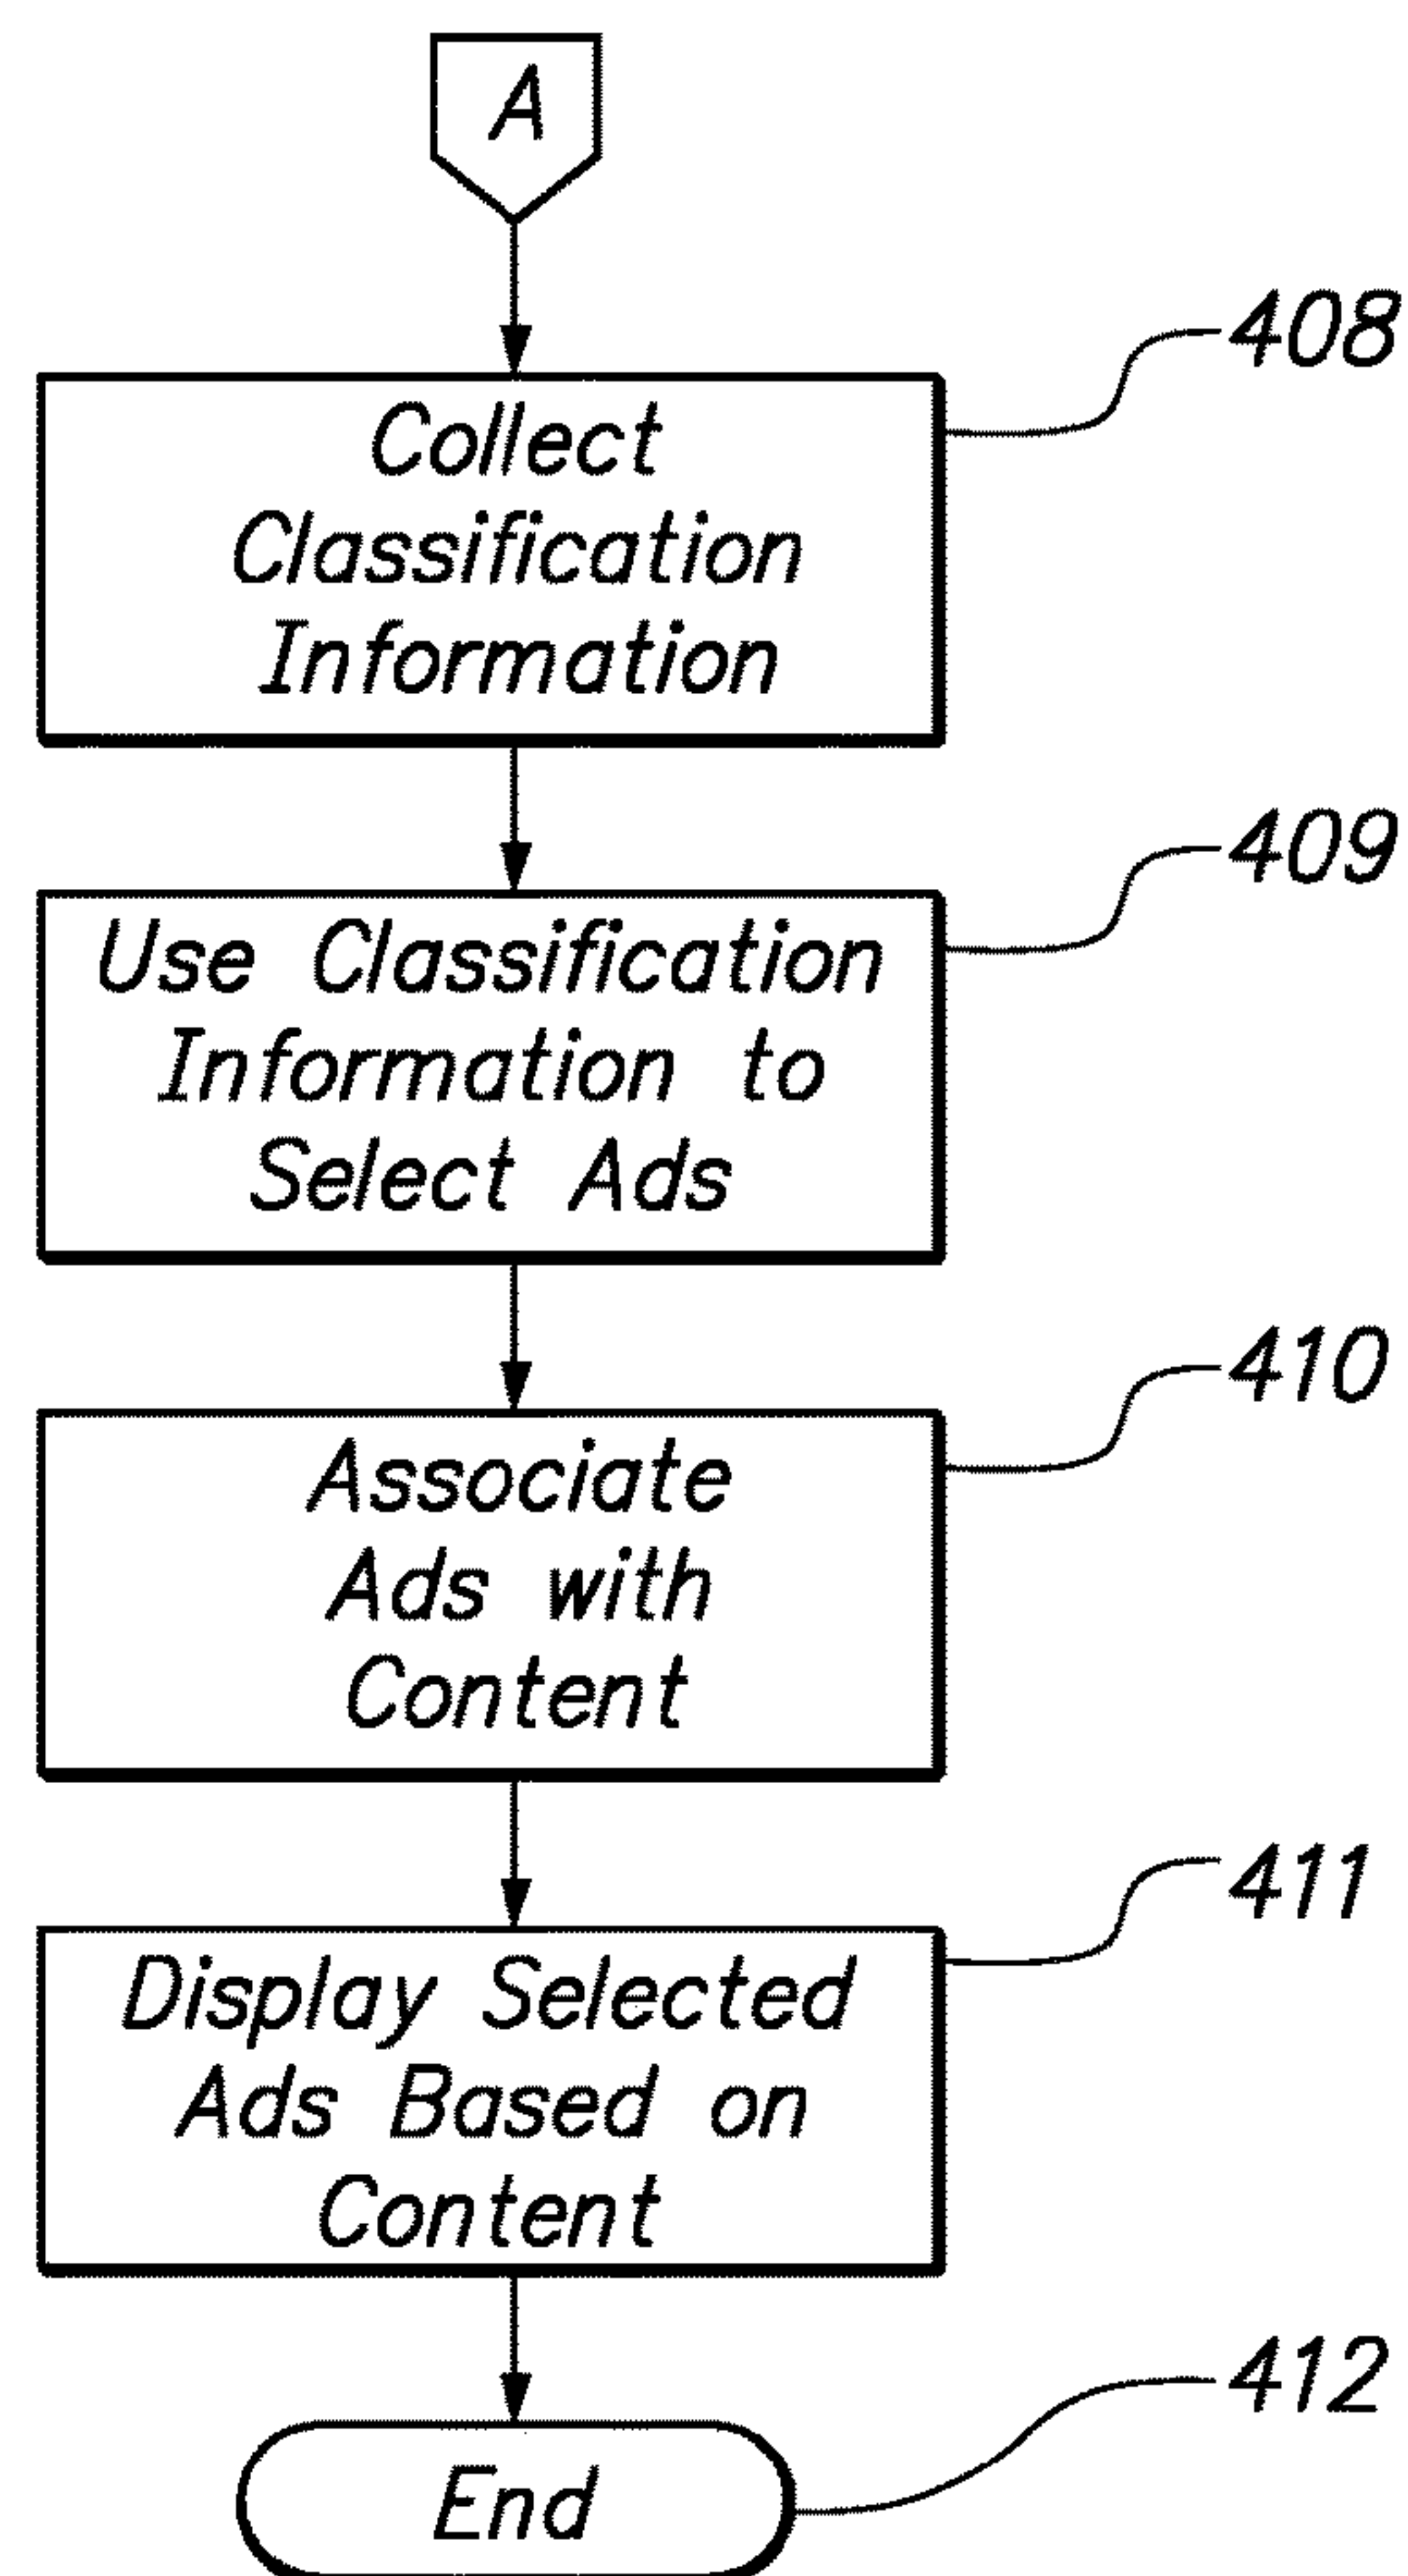 A
408
Collect
Classification
Information
409
Use Classification
Information to
Select Ads
410
Associate
Ads with
Content
411
Display Selected
Ads Based on
Content
412
End